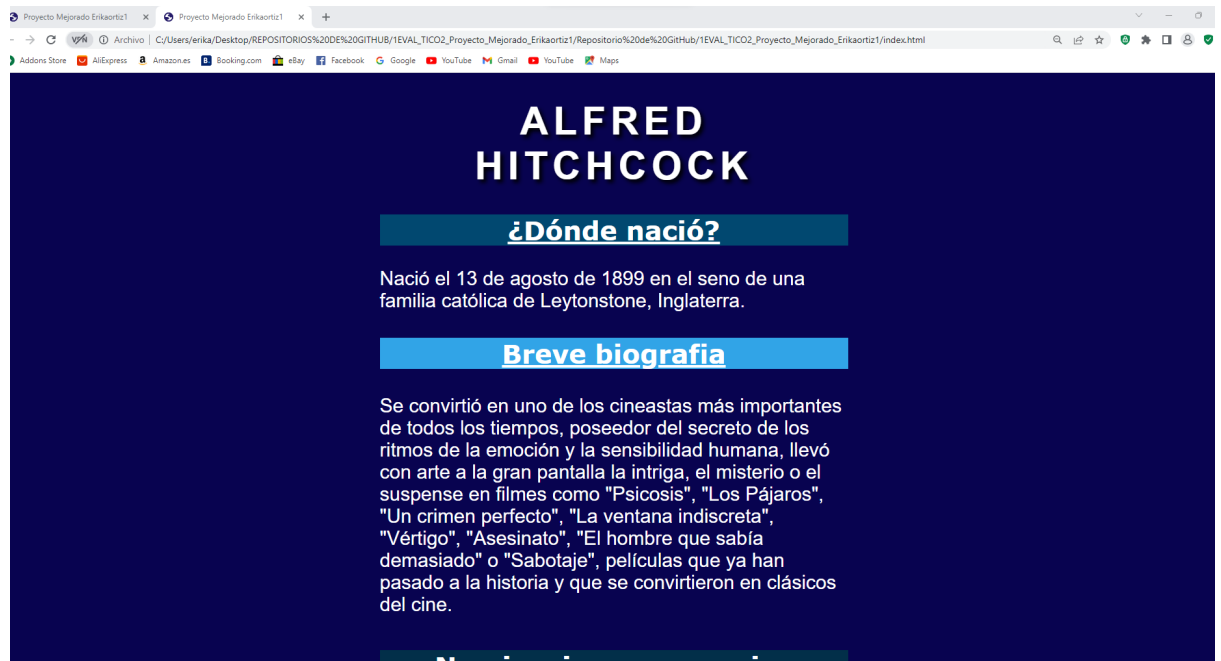 Proyecto Mejorado Erikaortiz1
Proyecto Mejorado Erikaortiz1
VPN Archivo | C:/Users/erika/Desktop/REPOSITORIOS%20DE%20GITHUB/1EVAL_TICO2_Proyecto_Mejorado_Erikaortiz1/Repositorio%20de%20GitHub/1EVAL_TICO2_Proyecto_Mejorado_Erikaortiz1/index.html
Addons Store AliExpress Amazon.es Booking.com eBay Facebook Google YouTube Gmail YouTube Maps
ALFRED
HITCHCOCK
¿Dónde nació?
Nació el 13 de agosto de 1899 en el seno de una
familia católica de Leytonstone, Inglaterra.
Breve biografia
Se convirtió en uno de los cineastas más importantes
de todos los tiempos, poseedor del secreto de los
ritmos de la emoción y la sensibilidad humana, llevó
con arte a la gran pantalla la intriga, el misterio o el
suspense en filmes como "Psicosis", "Los Pájaros",
"Un crimen perfecto", "La ventana indiscreta",
"Vértigo", "Asesinato", "El hombre que sabía
demasiado" o "Sabotaje", películas que ya han
pasado a la historia y que se convirtieron en clásicos
del cine.